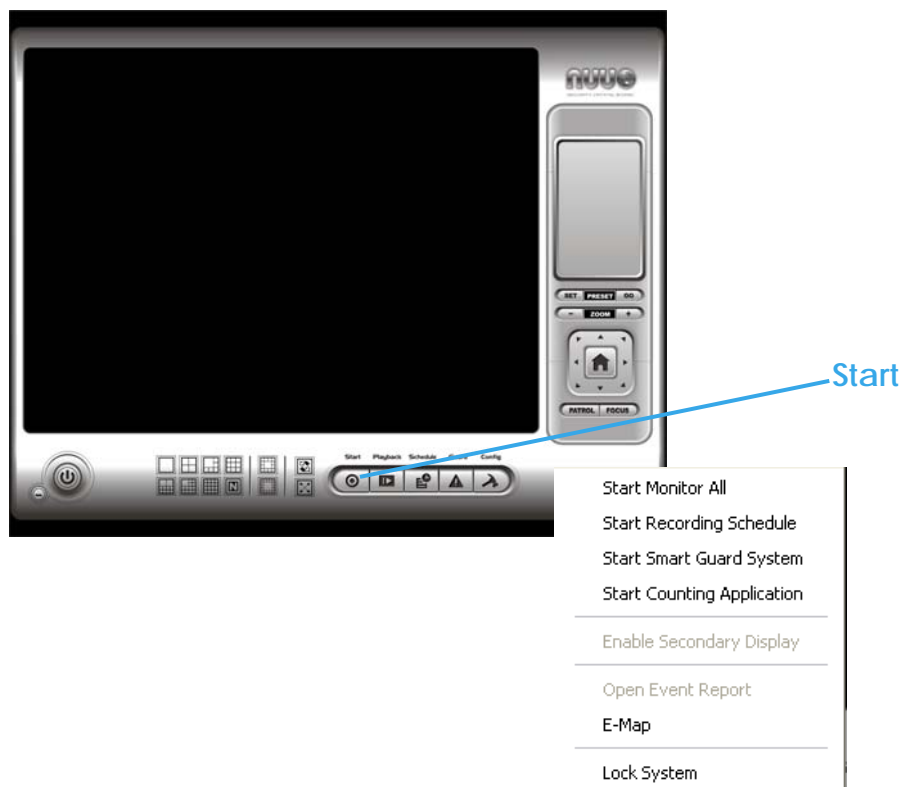 nuuo
SET PRESET GO
- ZOOM +
PATROL FOCUS
Start
Start Playback Schedule Guard Config
N
Start Monitor All
Start Recording Schedule
Start Smart Guard System
Start Counting Application
Enable Secondary Display
Open Event Report
E-Map
Lock System